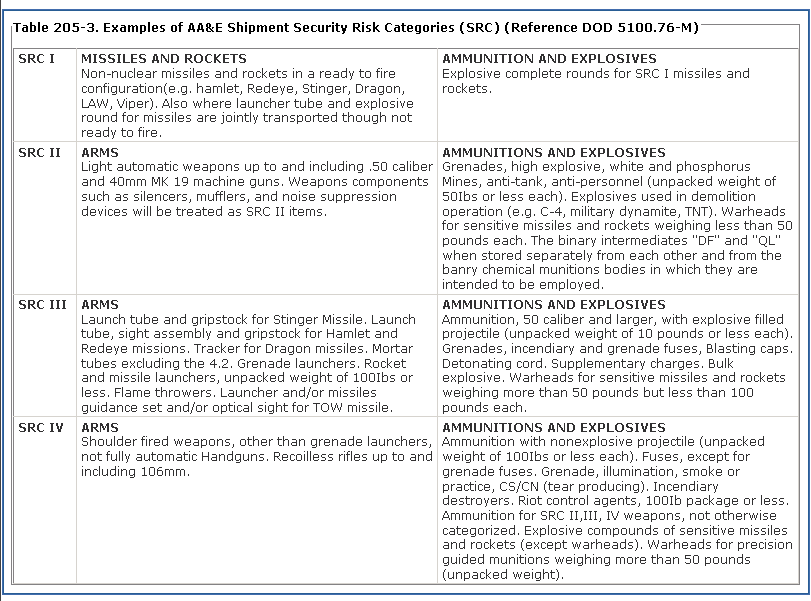 Table 205-3. Examples of AA&E Shipment Security Risk Categories (SRC) (Reference DOD 5100.76-M)
SRC I
MISSILES AND ROCKETS
Non-nuclear missiles and rockets in a ready to fire
configuration(e.g. hamlet, Redeye, Stinger, Dragon,
LAW, Viper). Also where launcher tube and explosive
round for missiles are jointly transported though not
ready to fire.
AMMUNITION AND EXPLOSIVES
Explosive complete rounds for SRC I missiles and
rockets.
SRC II
ARMS
Light automatic weapons up to and including .50 caliber
and 40mm MK 19 machine guns. Weapons components
such as silencers, mufflers, and noise suppression
devices will be treated as SRC II items.
AMMUNITIONS AND EXPLOSIVES
Grenades, high explosive, white and phosphorus
Mines, anti-tank, anti-personnel (unpacked weight of
50Ibs or less each). Explosives used in demolition
operation (e.g. C-4, military dynamite, TNT). Warheads
for sensitive missiles and rockets weighing less than 50
pounds each. The binary intermediates "DF" and "QL"
when stored separately from each other and from the
banry chemical munitions bodies in which they are
intended to be employed.
SRC III
ARMS
Launch tube and gripstock for Stinger Missile. Launch
tube, sight assembly and gripstock for Hamlet and
Redeye missions. Tracker for Dragon missiles. Mortar
tubes excluding the 4.2. Grenade launchers. Rocket
and missile launchers, unpacked weight of 100Ibs or
less. Flame throwers. Launcher and/or missiles
guidance set and/or optical sight for TOW missile.
AMMUNITIONS AND EXPLOSIVES
Ammunition, 50 caliber and larger, with explosive filled
projectile (unpacked weight of 10 pounds or less each).
Grenades, incendiary and grenade fuses, Blasting caps.
Detonating cord. Supplementary charges. Bulk
explosive. Warheads for sensitive missiles and rockets
weighing more than 50 pounds but less than 100
pounds each.
SRC IV
ARMS
Shoulder fired weapons, other than grenade launchers,
not fully automatic Handguns. Recoilless rifles up to and
including 106mm.
AMMUNITIONS AND EXPLOSIVES
Ammunition with nonexplosive projectile (unpacked
weight of 100Ibs or less each). Fuses, except for
grenade fuses. Grenade, illumination, smoke or
practice, CS/CN (tear producing). Incendiary
destroyers. Riot control agents, 100Ib package or less.
Ammunition for SRC II,III, IV weapons, not otherwise
categorized. Explosive compounds of sensitive missiles
and rockets (except warheads). Warheads for precision
guided munitions weighing more than 50 pounds
(unpacked weight).